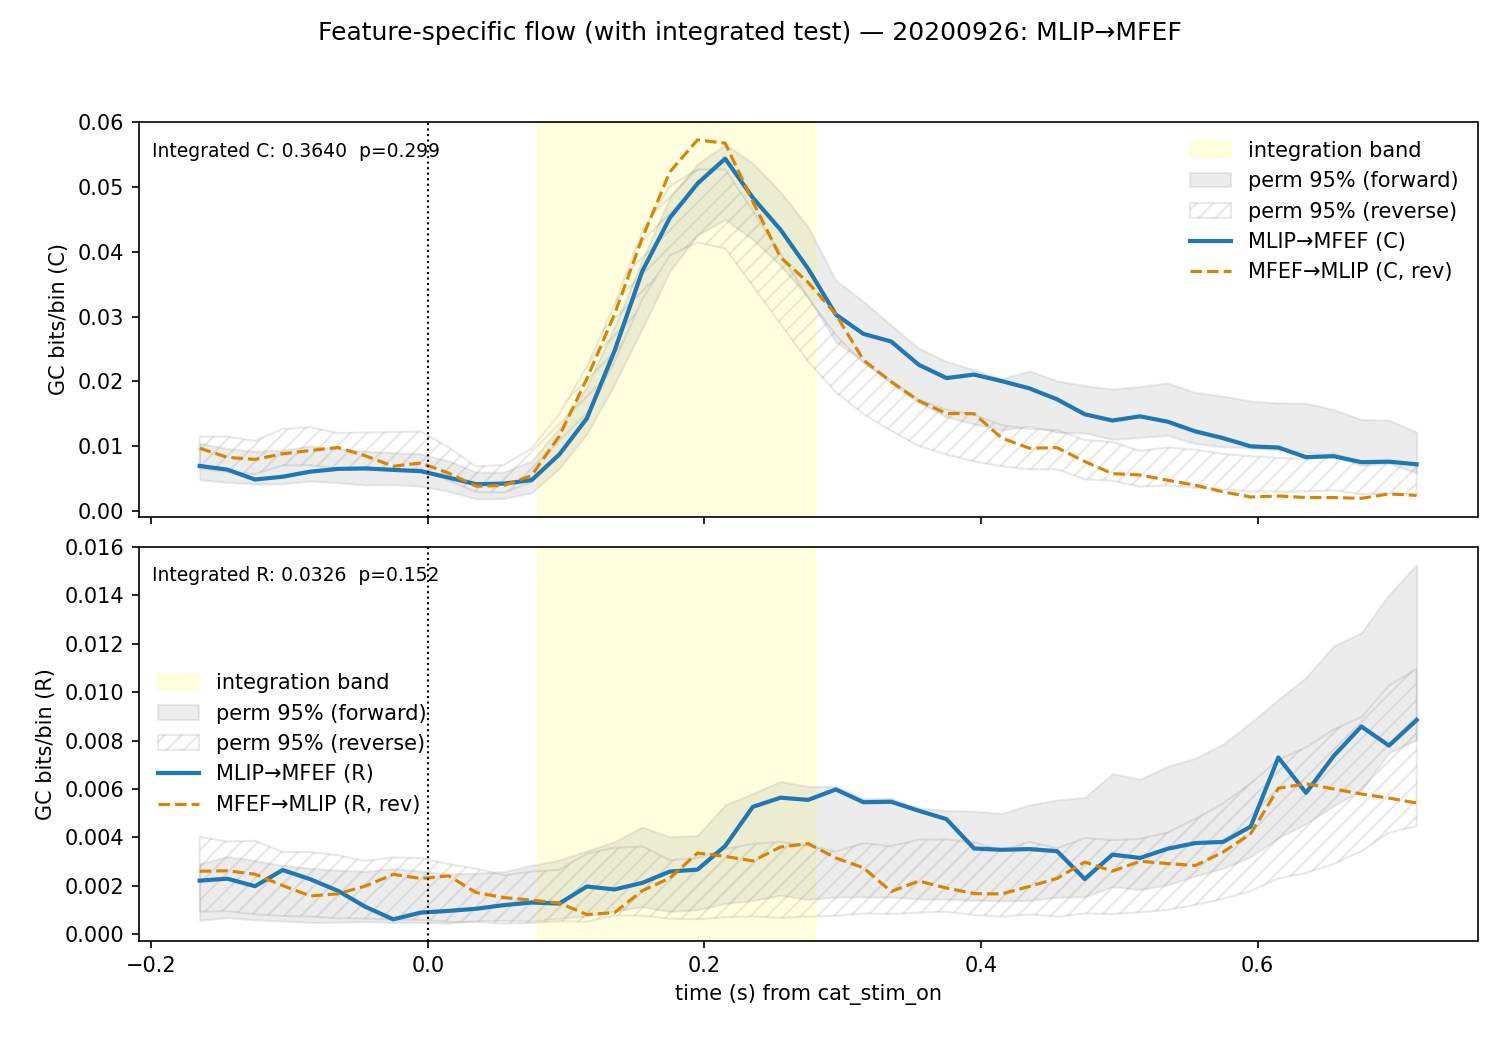 Feature-specific flow (with integrated test) — 20200926: MLIP→MFEF
Integrated C: 0.3640  p=0.299
integration band
perm 95% (forward)
perm 95% (reverse)
MLIP→MFEF (C)
MFEF→MLIP (C, rev)
GC bits/bin (C)
0.06
0.05
0.04
0.03
0.02
0.01
0.00
Integrated R: 0.0326  p=0.152
integration band
perm 95% (forward)
perm 95% (reverse)
MLIP→MFEF (R)
MFEF→MLIP (R, rev)
GC bits/bin (R)
0.016
0.014
0.012
0.010
0.008
0.006
0.004
0.002
0.000
−0.2
0.0
0.2
0.4
0.6
time (s) from cat_stim_on